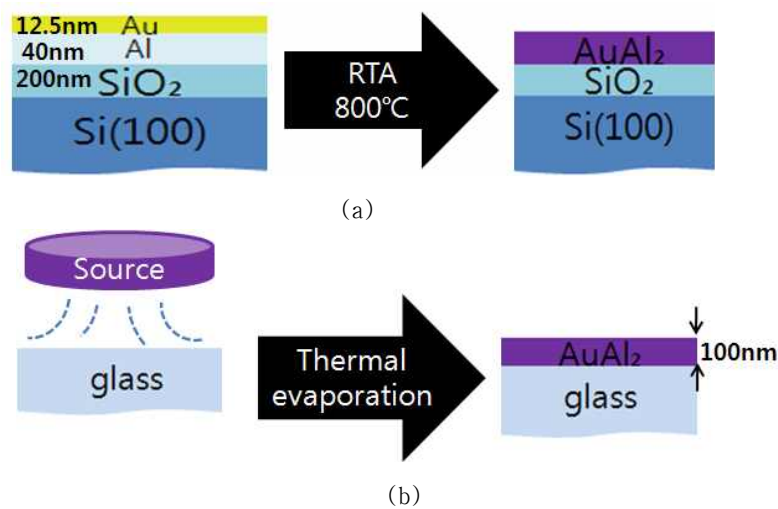 12.5nm Au
40nm Al
200nm SiO₂
Si(100)
RTA
800℃
AuAl₂
SiO₂
Si(100)
(a)
Source
glass
Thermal
evaporation
AuAl₂
glass
100nm
(b)